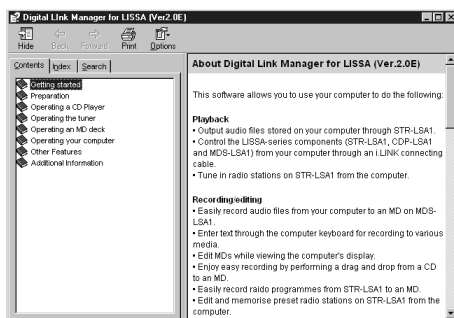 Digital LInk Manager for LISSA (Ver2.0E)
Hide Back Forward Print Options
Contents Index Search
Getting started
Preparation
Operating a CD Player
Operating the tuner
Operating an MD deck
Operating your computer
Other Features
Additional Information
About Digital Link Manager for LISSA (Ver.2.0E)
This software allows you to use your computer to do the following:
Playback
• Output audio files stored on your computer through STR-LSA1.
• Control the LISSA-series components (STR-LSA1, CDP-LSA1
and MDS-LSA1) from your computer through an i.LINK connecting
cable.
• Tune in radio stations on STR-LSA1 from the computer.
Recording/editing
• Easily record audio files from your computer to an MD on MDS-
LSA1.
• Enter text through the computer keyboard for recording to various
media.
• Edit MDs while viewing the computer's display.
• Enjoy easy recording by performing a drag and drop from a CD
to an MD.
• Easily record raido programmes from STR-LSA1 to an MD.
• Edit and memorise preset radio stations on STR-LSA1 from the
computer.